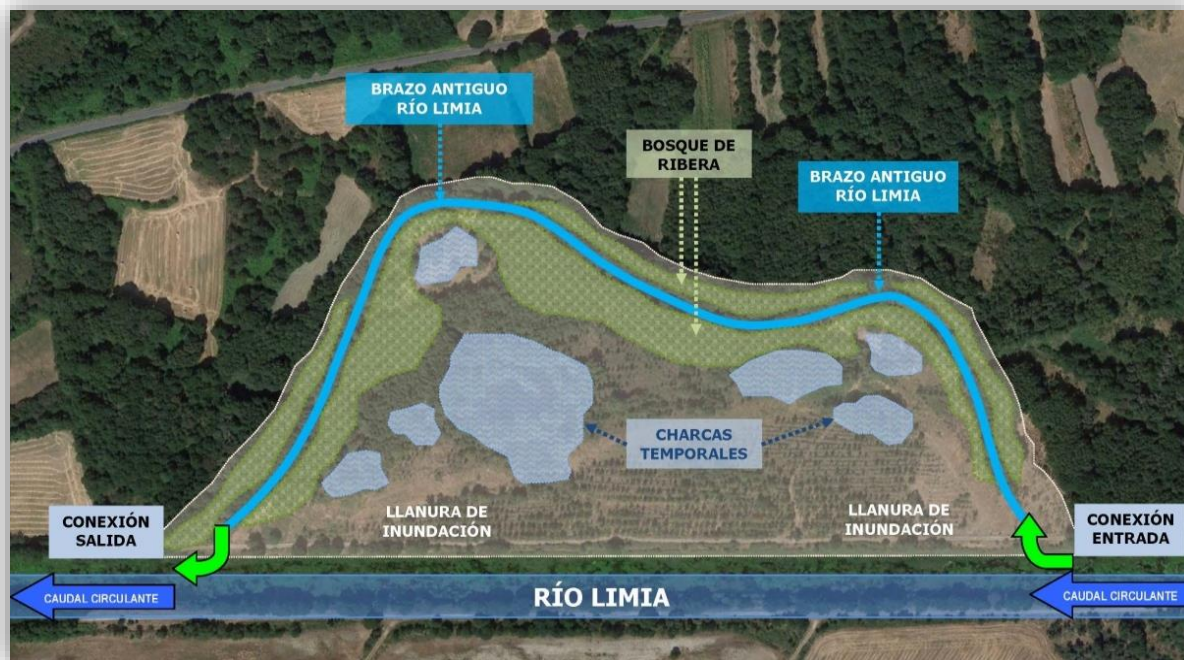 BRAZO ANTIGUO
RÍO LIMIA
BOSQUE DE
RIBERA
BRAZO ANTIGUO
RÍO LIMIA
CHARCAS
TEMPORALES
LLANURA DE
INUNDACIÓN
LLANURA DE
INUNDACIÓN
CONEXIÓN
SALIDA
CONEXIÓN
ENTRADA
CAUDAL CIRCULANTE
RÍO LIMIA
CAUDAL CIRCULANTE